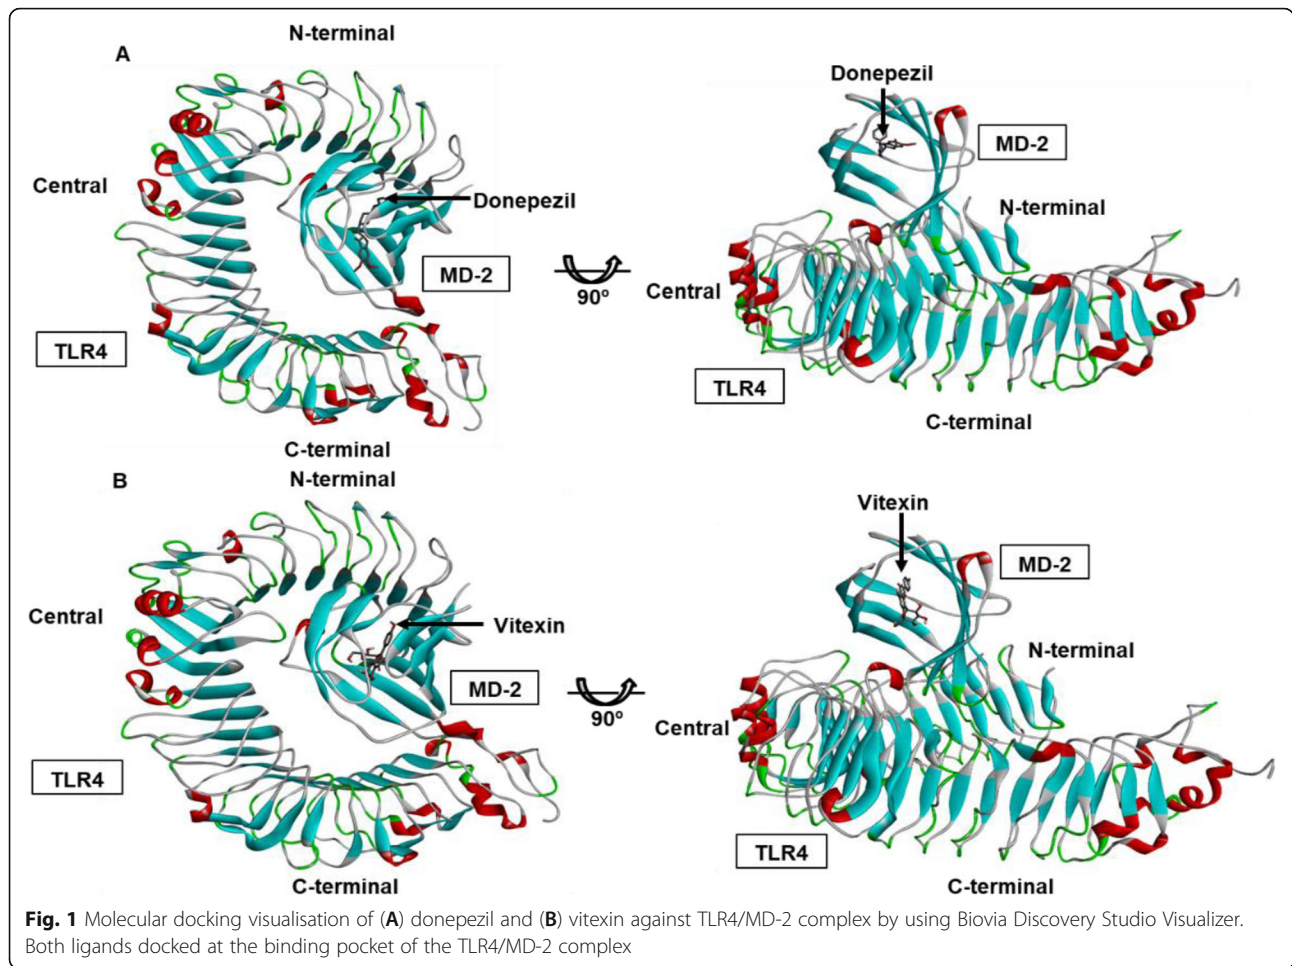 A
N-terminal
Central
Donepezil
MD-2
TLR4
C-terminal
90º
Donepezil
MD-2
N-terminal
Central
TLR4
C-terminal
B
N-terminal
Central
Vitexin
MD-2
TLR4
C-terminal
90º
Vitexin
MD-2
N-terminal
Central
TLR4
C-terminal
Fig. 1 Molecular docking visualisation of (A) donepezil and (B) vitexin against TLR4/MD-2 complex by using Biovia Discovery Studio Visualizer.
Both ligands docked at the binding pocket of the TLR4/MD-2 complex